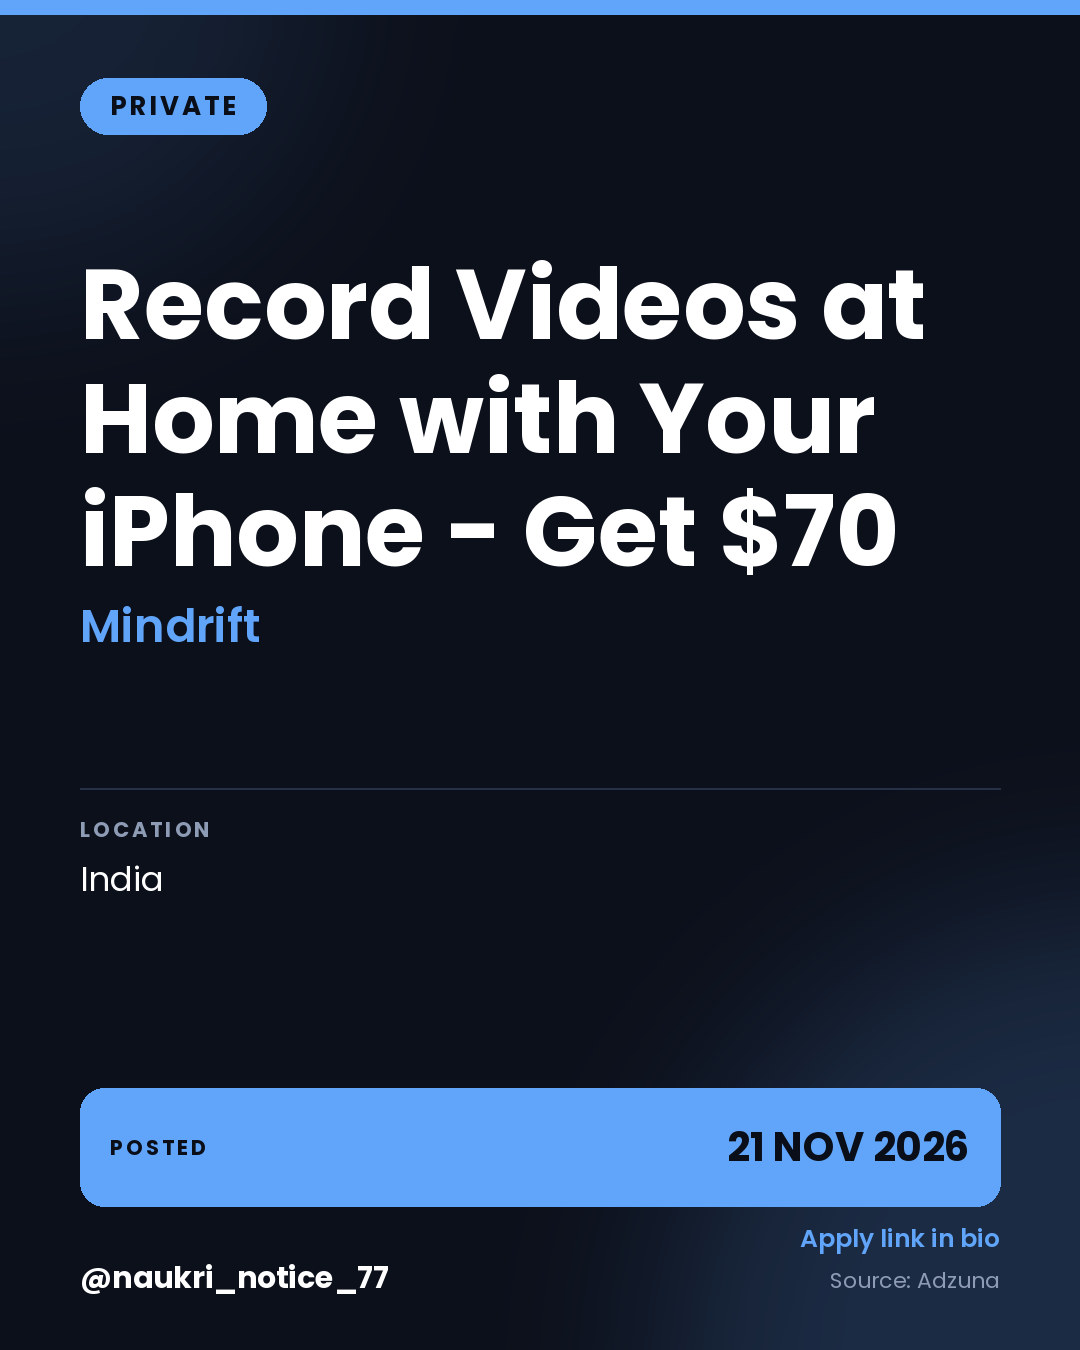 PRIVATE
Record Videos at
Home with Your
iPhone - Get $70
Mindrift
LOCATION
India
POSTED
21 NOV 2026
Apply link in bio
@naukri_notice_77
Source: Adzuna